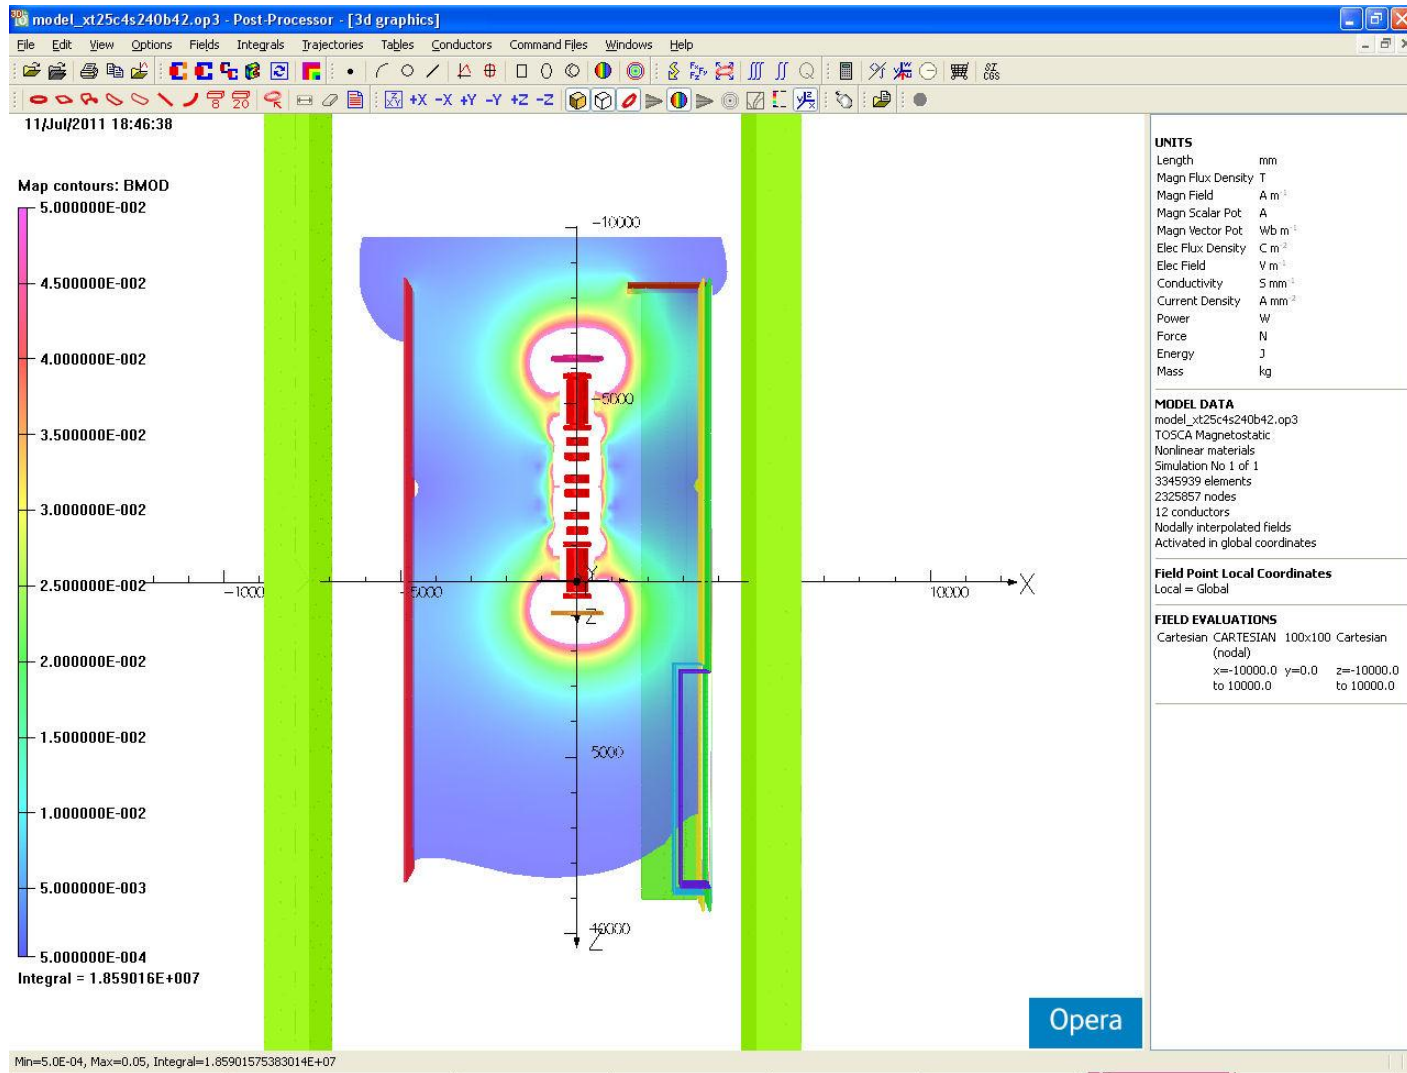 model_xt25c4s240b42.op3 - Post-Processor - [3d graphics]
File Edit View Options Fields Integrals Trajectories Tables Conductors Command Files Windows Help
+X -X +Y -Y +Z -Z
11/Jul/2011 18:46:38
Map contours: BMOD
5.000000E-002
4.500000E-002
4.000000E-002
3.500000E-002
3.000000E-002
2.500000E-002
2.000000E-002
1.500000E-002
1.000000E-002
5.000000E-003
5.000000E-004
Integral = 1.859016E+007
-10000
-5000
Y
-1000
-5000
10000
X
Z
5000
Z
Opera
UNITS
Length mm
Magn Flux Density T
Magn Field A m⁻¹
Magn Scalar Pot A
Magn Vector Pot Wb m⁻¹
Elec Flux Density C m⁻²
Elec Field V m⁻¹
Conductivity S mm⁻¹
Current Density A mm⁻²
Power W
Force N
Energy J
Mass kg
MODEL DATA
model_xt25c4s240b42.op3
TOSCA Magnetostatic
Nonlinear materials
Simulation No 1 of 1
3345939 elements
2325857 nodes
12 conductors
Nodally interpolated fields
Activated in global coordinates
Field Point Local Coordinates
Local = Global
FIELD EVALUATIONS
Cartesian CARTESIAN 100x100 Cartesian
(nodal)
x=-10000.0 y=0.0 z=-10000.0
to 10000.0 to 10000.0
Min=5.0E-04, Max=0.05, Integral=1.85901575383014E+07